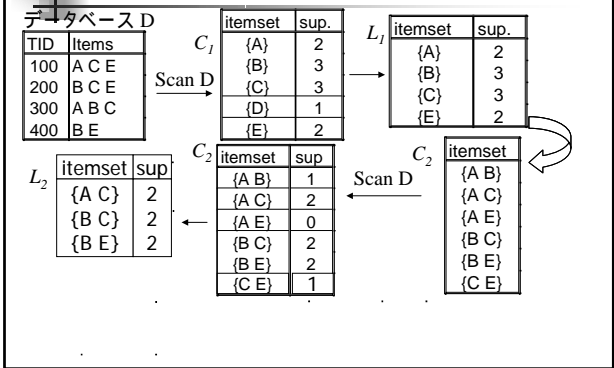 データベース D
TID Items
100 A C E
200 B C E
300 A B C
400 B E
Scan D
C1
itemset sup.
{A} 2
{B} 3
{C} 3
{D} 1
{E} 2
L1
itemset sup.
{A} 2
{B} 3
{C} 3
{E} 2
C2
itemset
{A B}
{A C}
{A E}
{B C}
{B E}
{C E}
Scan D
C2
itemset sup
{A B} 1
{A C} 2
{A E} 0
{B C} 2
{B E} 2
{C E} 1
L2
itemset sup
{A C} 2
{B C} 2
{B E} 2